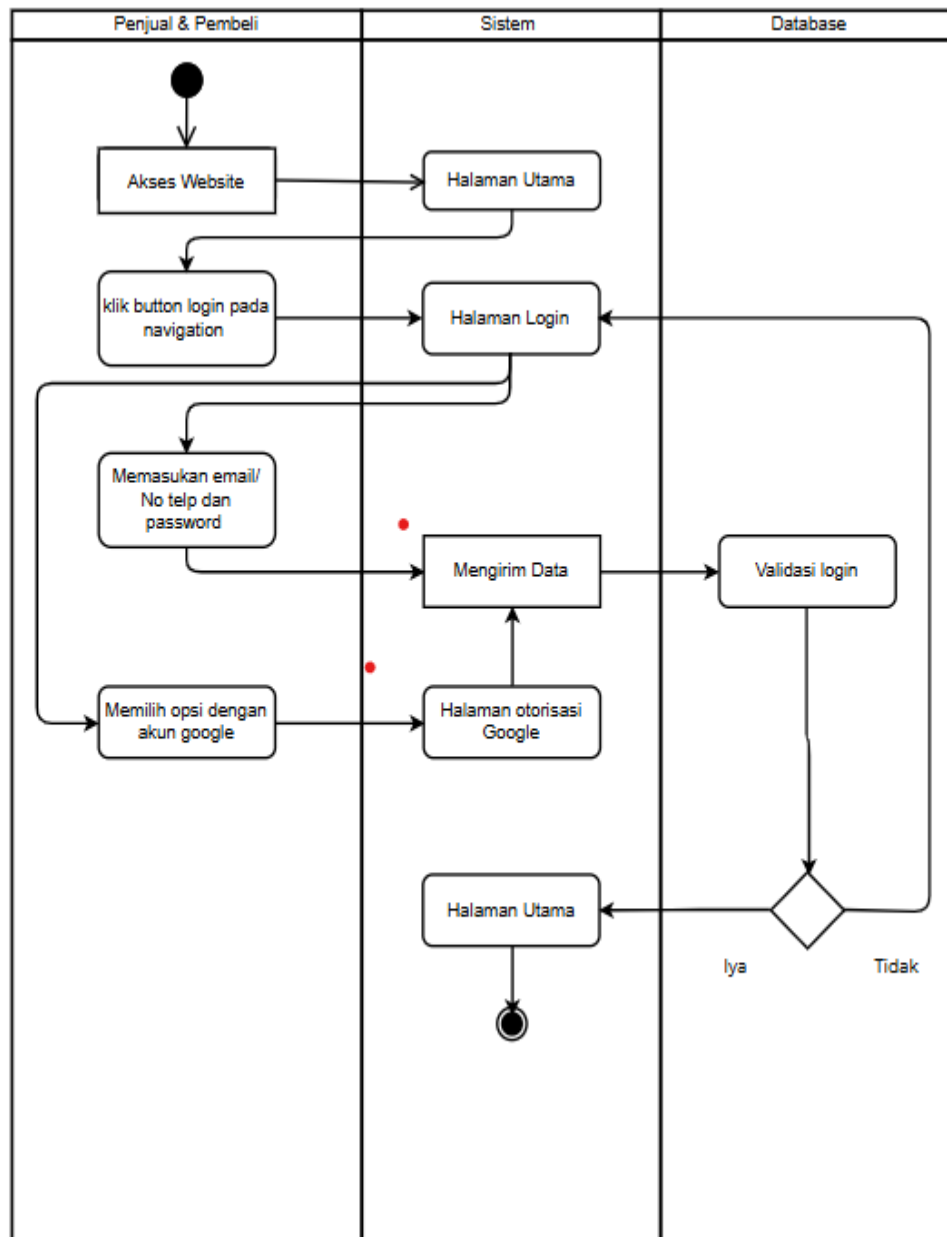 Penjual & Pembeli
Sistem
Database
Akses Website
Halaman Utama
klik button login pada
navigation
Halaman Login
Memasukan email/
No telp dan
password
Mengirim Data
Validasi login
Memilih opsi dengan
akun google
Halaman otorisasi
Google
Halaman Utama
Iya
Tidak